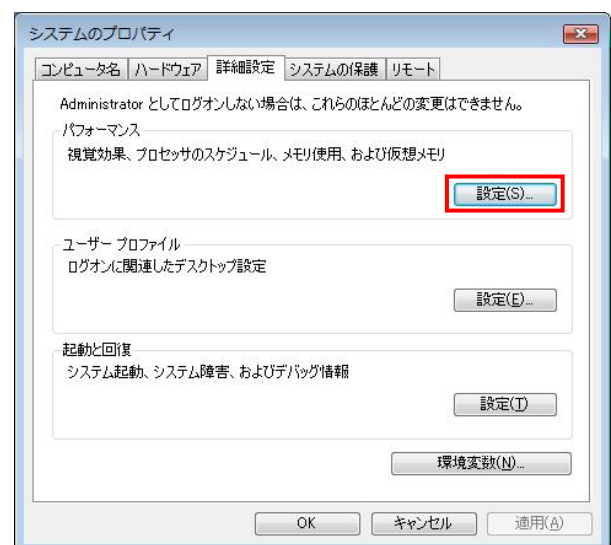 システムのプロパティ
コンピュータ名 ハードウェア 詳細設定 システムの保護 リモート
Administrator としてログオンしない場合は、これらのほとんどの変更はできません。
パフォーマンス
視覚効果、プロセッサのスケジュール、メモリ使用、および仮想メモリ
設定(S)...
ユーザー プロファイル
ログオンに関連したデスクトップ設定
設定(E)...
起動と回復
システム起動、システム障害、およびデバッグ情報
設定(T)
環境変数(N)...
OK キャンセル 適用(A)